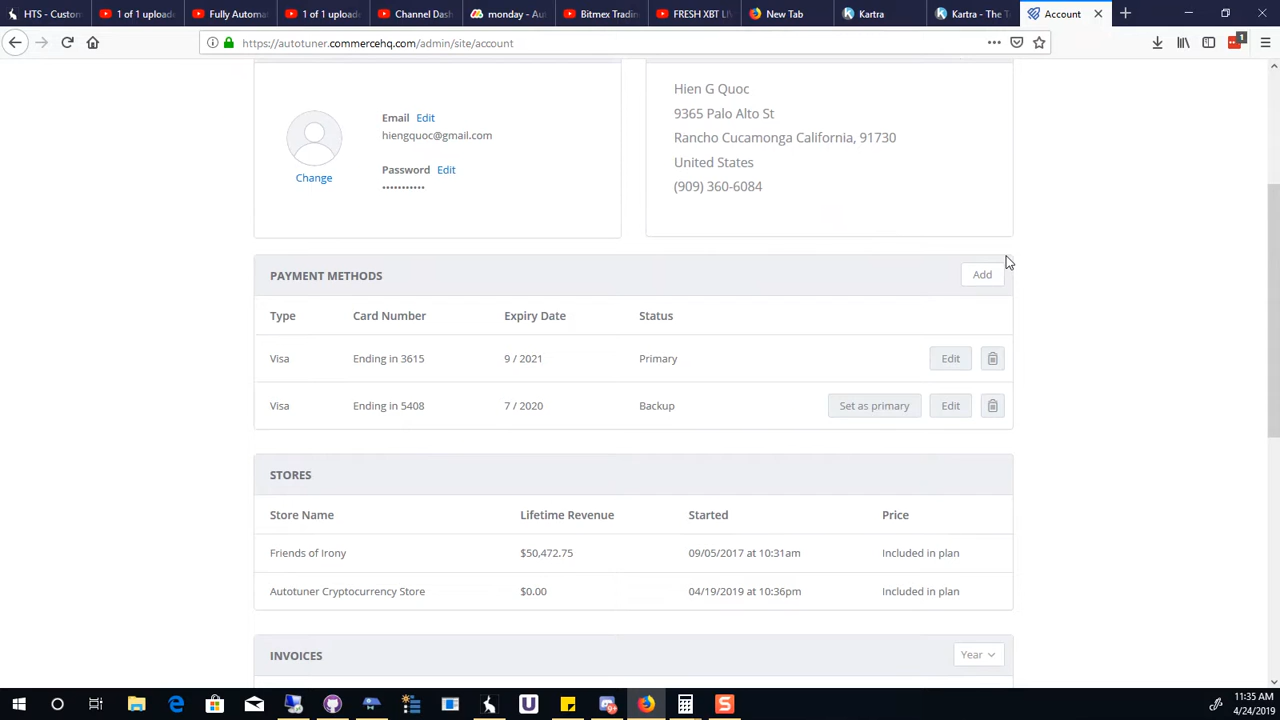 HTS - Custom
1 of 1 uploade
Fully Automa
1 of 1 uploade
Channel Dash
monday - Au
Bitmex Tradin
FRESH XBT LIV
New Tab
Kartra
Kartra - The T
Account
https://autotuner.commercehq.com/admin/site/account
1
Hien G Quoc
9365 Palo Alto St
Rancho Cucamonga California, 91730
United States
(909) 360-6084
Email Edit
hiengquoc@gmail.com
Password Edit
•••••••••••
Change
PAYMENT METHODS
Add
Type Card Number Expiry Date Status
Visa Ending in 3615 9 / 2021 Primary Edit
Visa Ending in 5408 7 / 2020 Backup Set as primary Edit
STORES
Store Name Lifetime Revenue Started Price
Friends of Irony $50,472.75 09/05/2017 at 10:31am Included in plan
Autotuner Cryptocurrency Store $0.00 04/19/2019 at 10:36pm Included in plan
INVOICES
Year
11:35 AM
4/24/2019